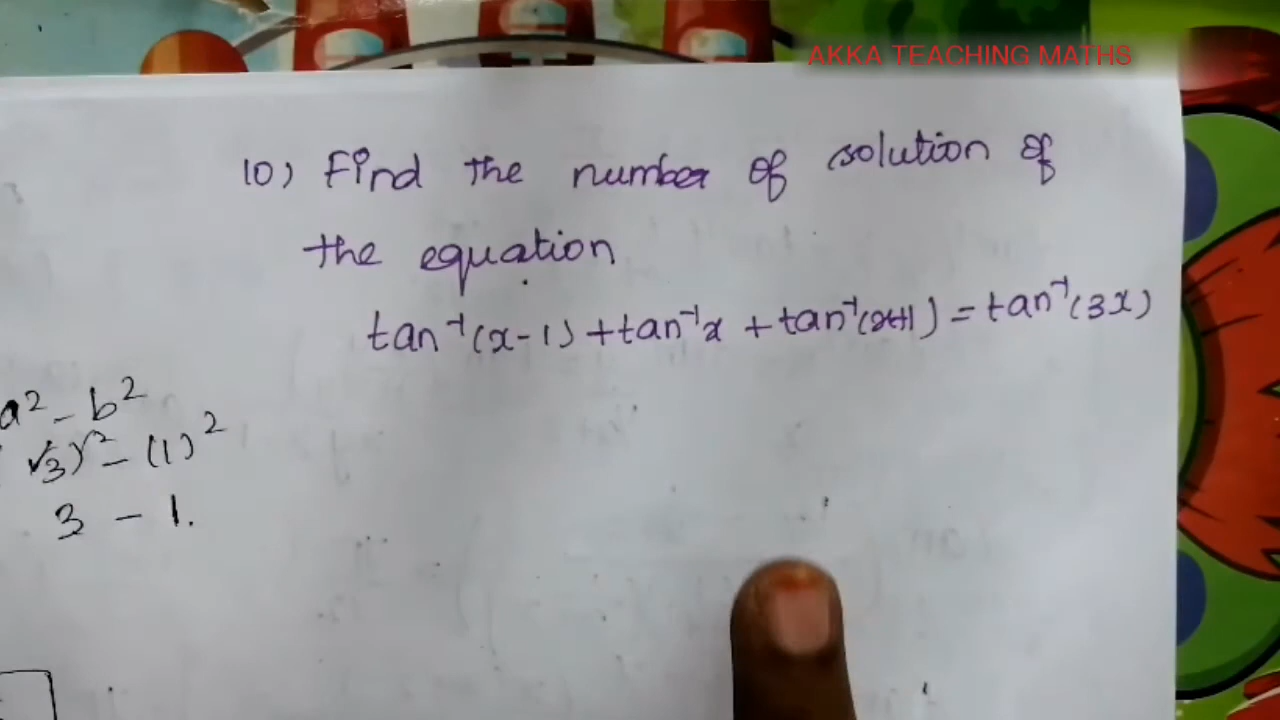 AKKA TEACHING MATHS
10) Find the number of solution of
the equation
tan⁻¹(x-1) + tan⁻¹x + tan⁻¹(x+1) = tan⁻¹(3x)
a² - b²
√3)² - (1)²
3 - 1.